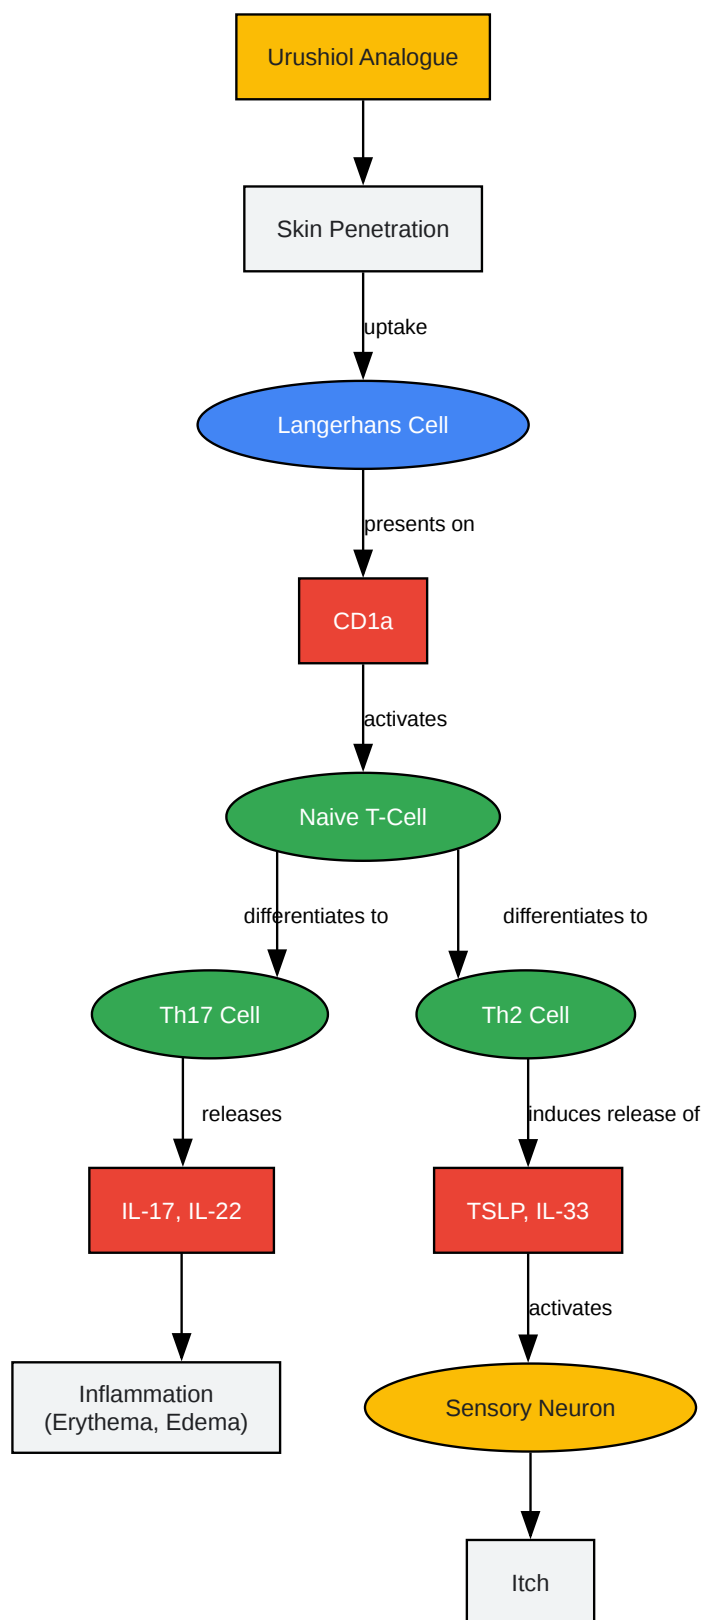 Urushiol Analogue
Skin Penetration
uptake
Langerhans Cell
presents on
CD1a
activates
Naive T-Cell
differentiates to
differentiates to
Th17 Cell
Th2 Cell
releases
induces release of
IL-17, IL-22
TSLP, IL-33
activates
Inflammation
(Erythema, Edema)
Sensory Neuron
Itch